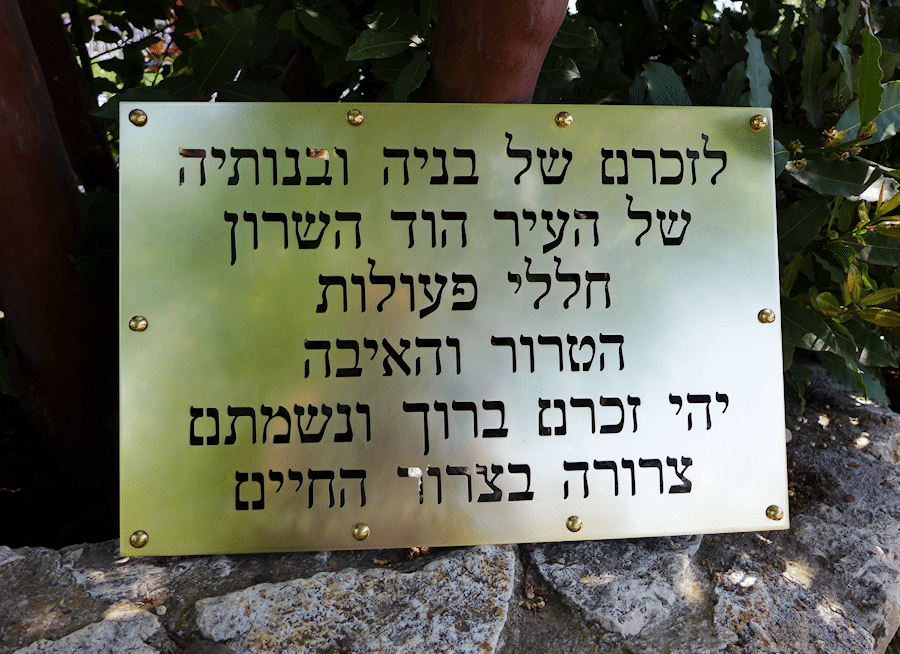 לזכרם של בניה ובנותיה
של העיר הוד השרון
חללי פעולות
הטרור והאיבה
יהי זכרם ברוך ונשמתם
צרורה בצרור החיים